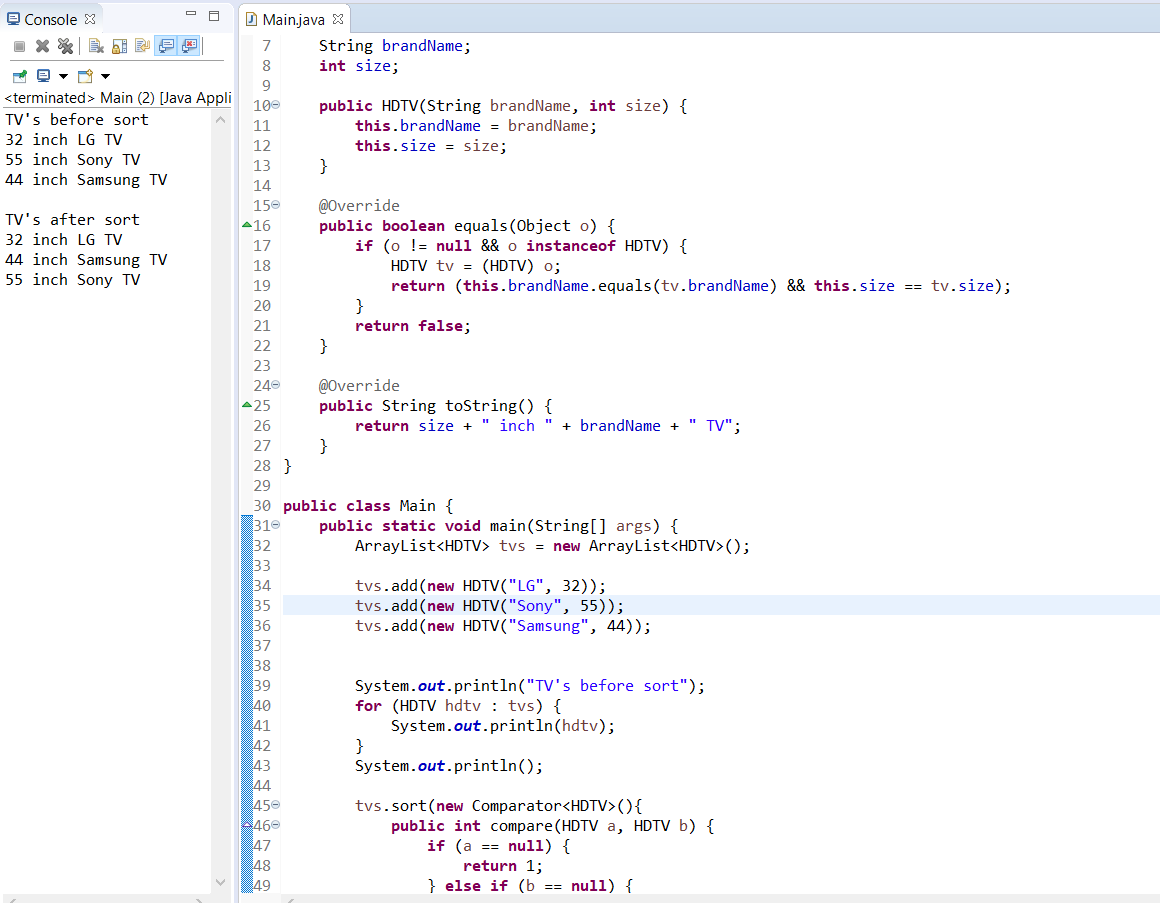 Console
<terminated> Main (2) [Java Appli
TV's before sort
32 inch LG TV
55 inch Sony TV
44 inch Samsung TV
TV's after sort
32 inch LG TV
44 inch Samsung TV
55 inch Sony TV
Main.java
7 String brandName;
8 int size;
9
10 public HDTV(String brandName, int size) {
11 this.brandName = brandName;
12 this.size = size;
13 }
14
15 @Override
16 public boolean equals(Object o) {
17 if (o != null && o instanceof HDTV) {
18 HDTV tv = (HDTV) o;
19 return (this.brandName.equals(tv.brandName) && this.size == tv.size);
20 }
21 return false;
22 }
23
24 @Override
25 public String toString() {
26 return size + " inch " + brandName + " TV";
27 }
28 }
29
30 public class Main {
31 public static void main(String[] args) {
32 ArrayList<HDTV> tvs = new ArrayList<HDTV>();
33
34 tvs.add(new HDTV("LG", 32));
35 tvs.add(new HDTV("Sony", 55));
36 tvs.add(new HDTV("Samsung", 44));
37
38
39 System.out.println("TV's before sort");
40 for (HDTV hdtv : tvs) {
41 System.out.println(hdtv);
42 }
43 System.out.println();
44
45 tvs.sort(new Comparator<HDTV>(){
46 public int compare(HDTV a, HDTV b) {
47 if (a == null) {
48 return 1;
49 } else if (b == null) {